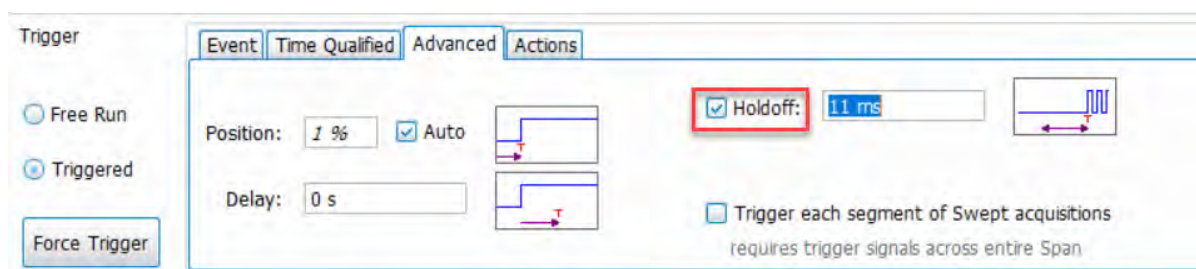 Trigger
Event Time Qualified Advanced Actions
Free Run
Triggered
Force Trigger
Position: 1 % Auto
T
Delay: 0 s
T
Holdoff: 11 ms
T
Trigger each segment of Swept acquisitions
requires trigger signals across entire Span